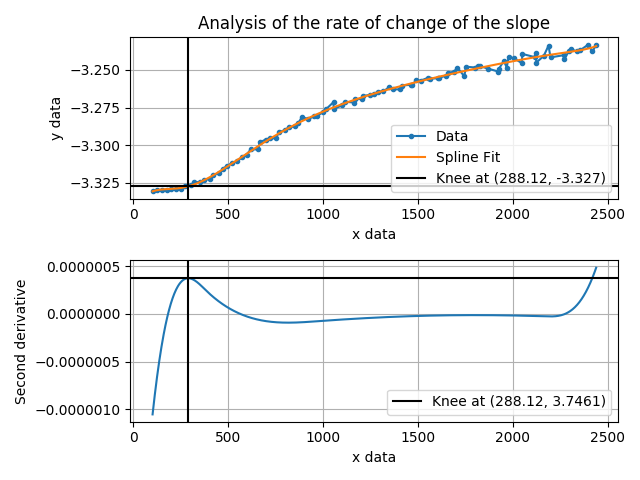 Analysis of the rate of change of the slope
y data
−3.250
−3.275
−3.300
−3.325
Data
Spline Fit
Knee at (288.12, -3.327)
0 500 1000 1500 2000 2500
x data
Second derivative
0.0000005
0.0000000
−0.0000005
−0.0000010
Knee at (288.12, 3.7461)
0 500 1000 1500 2000 2500
x data